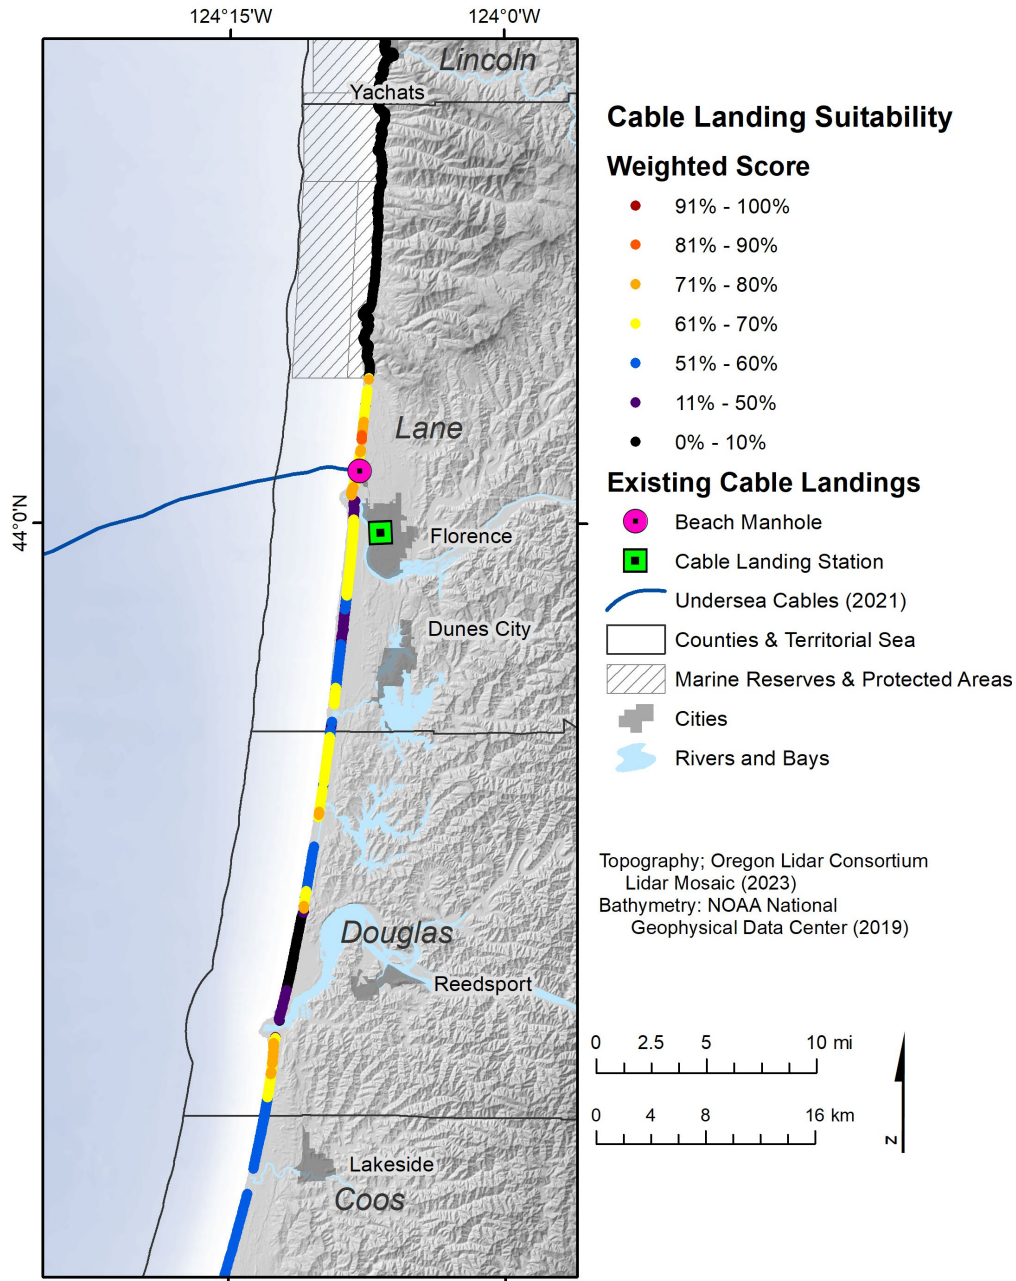 124°15'W
124°0'W
Lincoln
Yachats
Lane
44°0'N
Florence
Dunes City
Douglas
Reedsport
Lakeside
Coos
Cable Landing Suitability
Weighted Score
91% - 100%
81% - 90%
71% - 80%
61% - 70%
51% - 60%
11% - 50%
0% - 10%
Existing Cable Landings
Beach Manhole
Cable Landing Station
Undersea Cables (2021)
Counties & Territorial Sea
Marine Reserves & Protected Areas
Cities
Rivers and Bays
Topography; Oregon Lidar Consortium
Lidar Mosaic (2023)
Bathymetry: NOAA National
Geophysical Data Center (2019)
0 2.5 5 10 mi
0 4 8 16 km
N